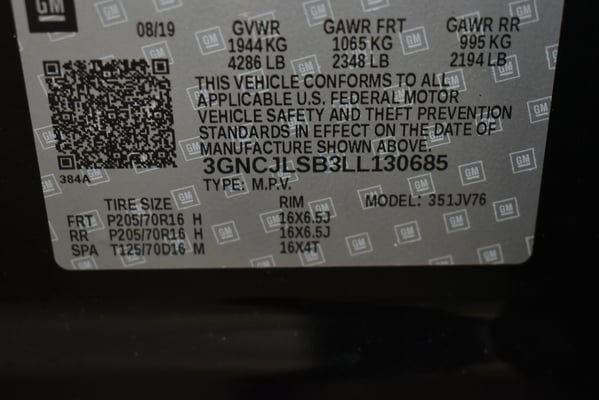 GM
08/19 GVWR GAWR FRT GAWR RR
1944 KG 1065 KG 995 KG
4286 LB 2348 LB 2194 LB
THIS VEHICLE CONFORMS TO ALL
APPLICABLE U.S. FEDERAL MOTOR
VEHICLE SAFETY AND THEFT PREVENTION
STANDARDS IN EFFECT ON THE DATE OF
MANUFACTURE SHOWN ABOVE.
3GNCJLSB3LL130685
384A
TYPE: M.P.V. MODEL: 351JV76
TIRE SIZE RIM
FRT P205/70R16 H 16X6.5J
RR P205/70R16 H 16X6.5J
SPA T125/70D16 M 16X4T